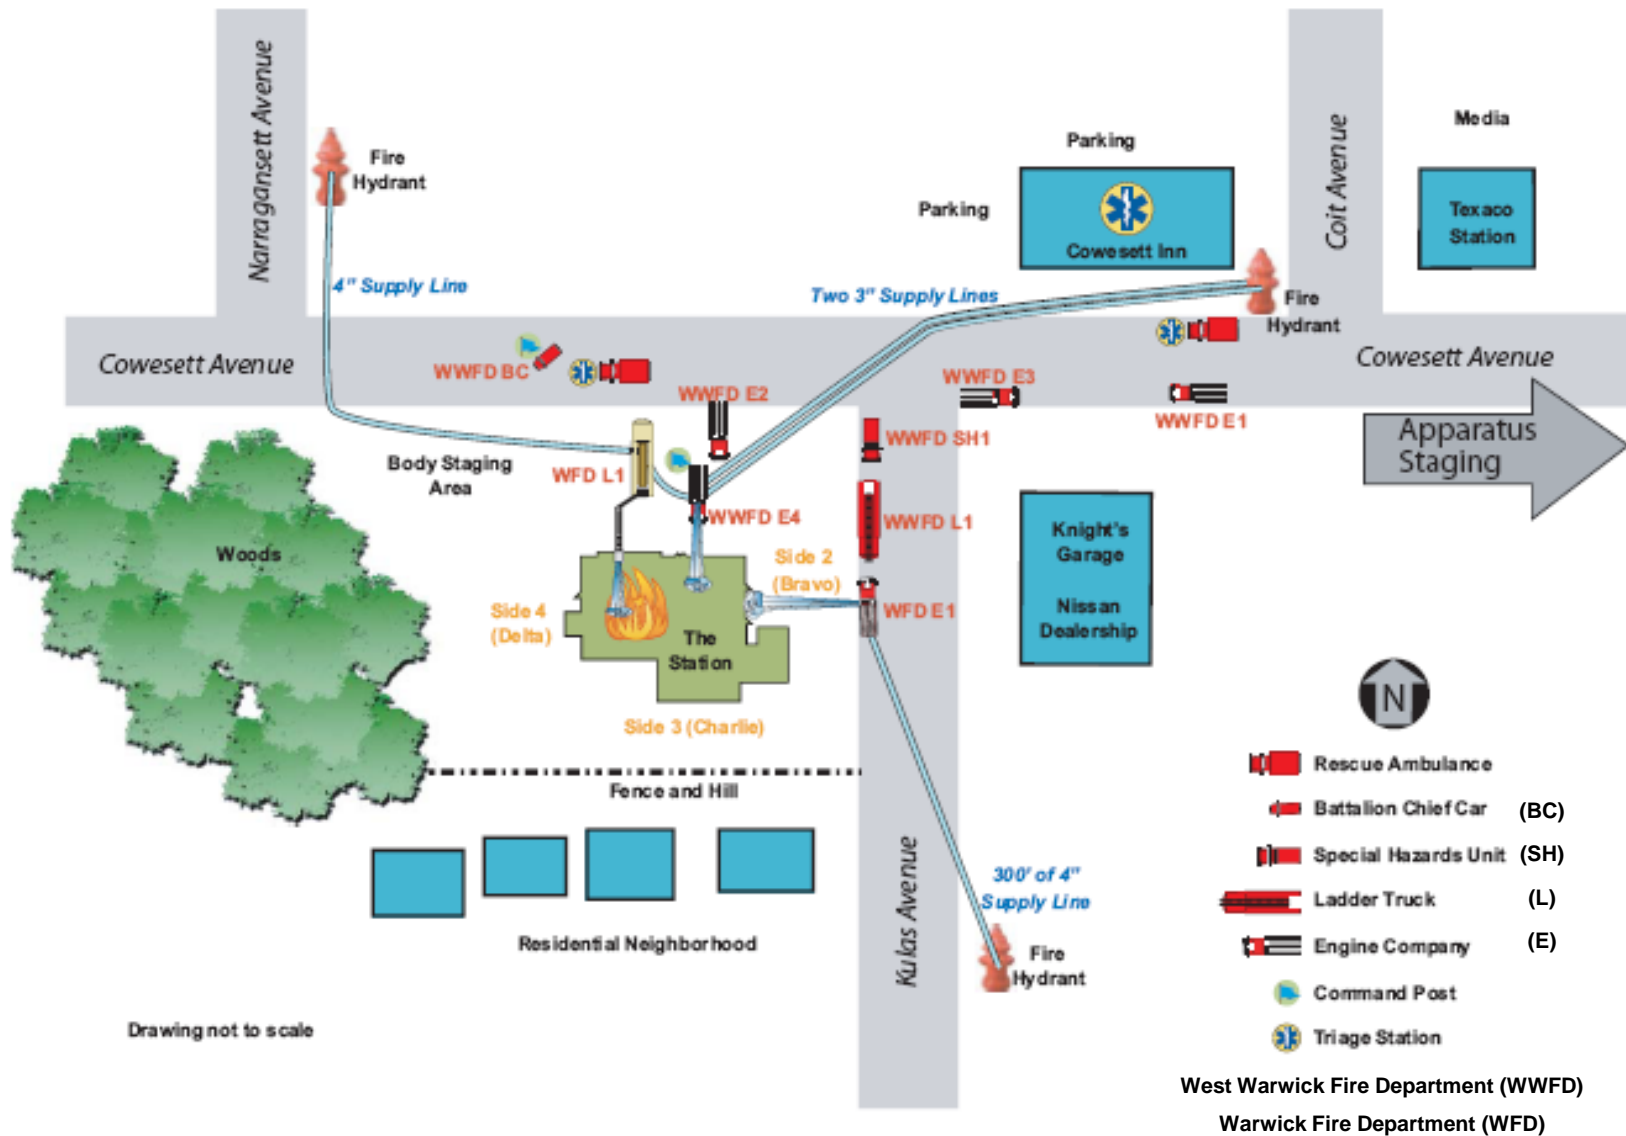 Narragansett Avenue
Fire
Hydrant
4" Supply Line
Parking
Parking
Cowesett Inn
Coit Avenue
Media
Texaco
Station
Two 3" Supply Lines
Fire
Hydrant
Cowesett Avenue
Cowesett Avenue
WWFD BC
WWFD E2
WWFD E3
WWFD E1
Apparatus
Staging
WWFD SH1
Body Staging
Area
WFD L1
WWFD E4
WWFD L1
Knight's
Garage
Nissan
Dealership
Woods
Side 2
(Bravo)
WFD E1
Side 4
(Delta)
The
Station
Side 3 (Charlie)
Fence and Hill
Residential Neighborhood
Kulas Avenue
300' of 4"
Supply Line
Fire
Hydrant
Drawing not to scale
N
Rescue Ambulance
Battalion Chief Car (BC)
Special Hazards Unit (SH)
Ladder Truck (L)
Engine Company (E)
Command Post
Triage Station
West Warwick Fire Department (WWFD)
Warwick Fire Department (WFD)